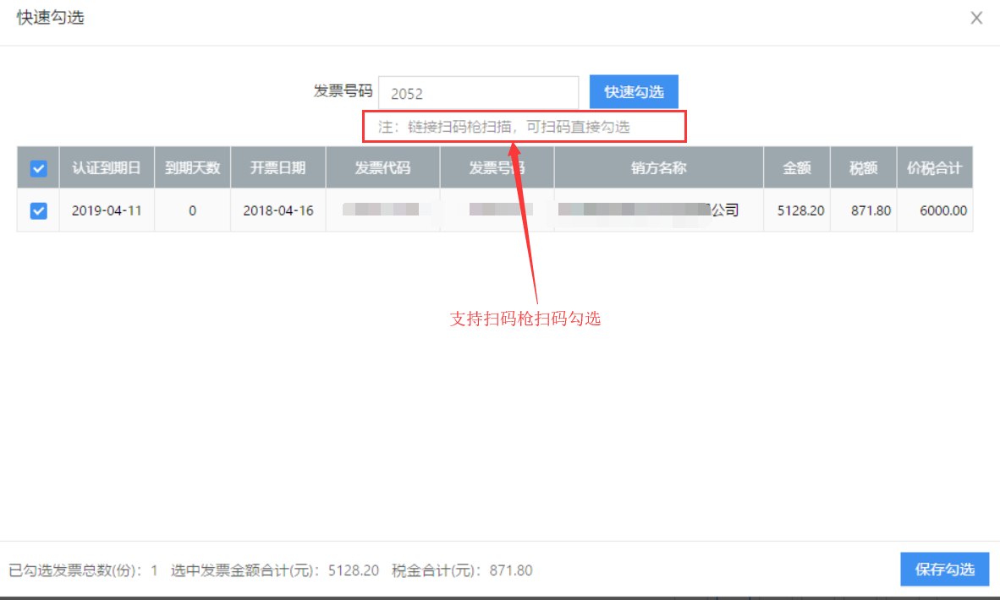 快速勾选
发票号码 2052 快速勾选
注：链接扫码枪扫描，可扫码直接勾选
认证到期日 到期天数 开票日期 发票代码 发票号码 销方名称 金额 税额 价税合计
2019-04-11 0 2018-04-16 公司 5128.20 871.80 6000.00
支持扫码枪扫码勾选
已勾选发票总数(份)：1 选中发票金额合计(元)：5128.20 税金合计(元)：871.80 保存勾选